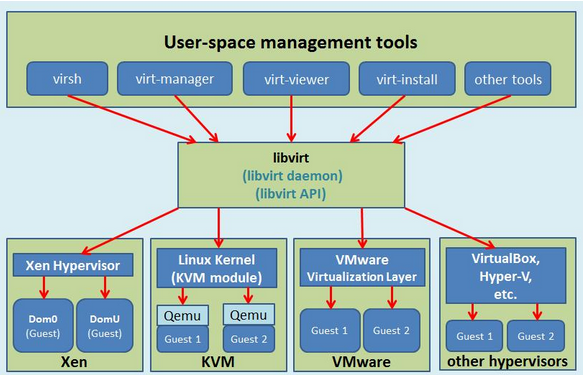 User-space management tools
virsh
virt-manager
virt-viewer
virt-install
other tools
libvirt
(libvirt daemon)
(libvirt API)
Xen Hypervisor
Dom0
(Guest)
DomU
(Guest)
Xen
Linux Kernel
(KVM module)
Qemu
Qemu
Guest 1
Guest 2
KVM
VMware
Virtualization Layer
Guest 1
Guest 2
VMware
VirtualBox,
Hyper-V,
etc.
Guest 1
Guest 2
other hypervisors